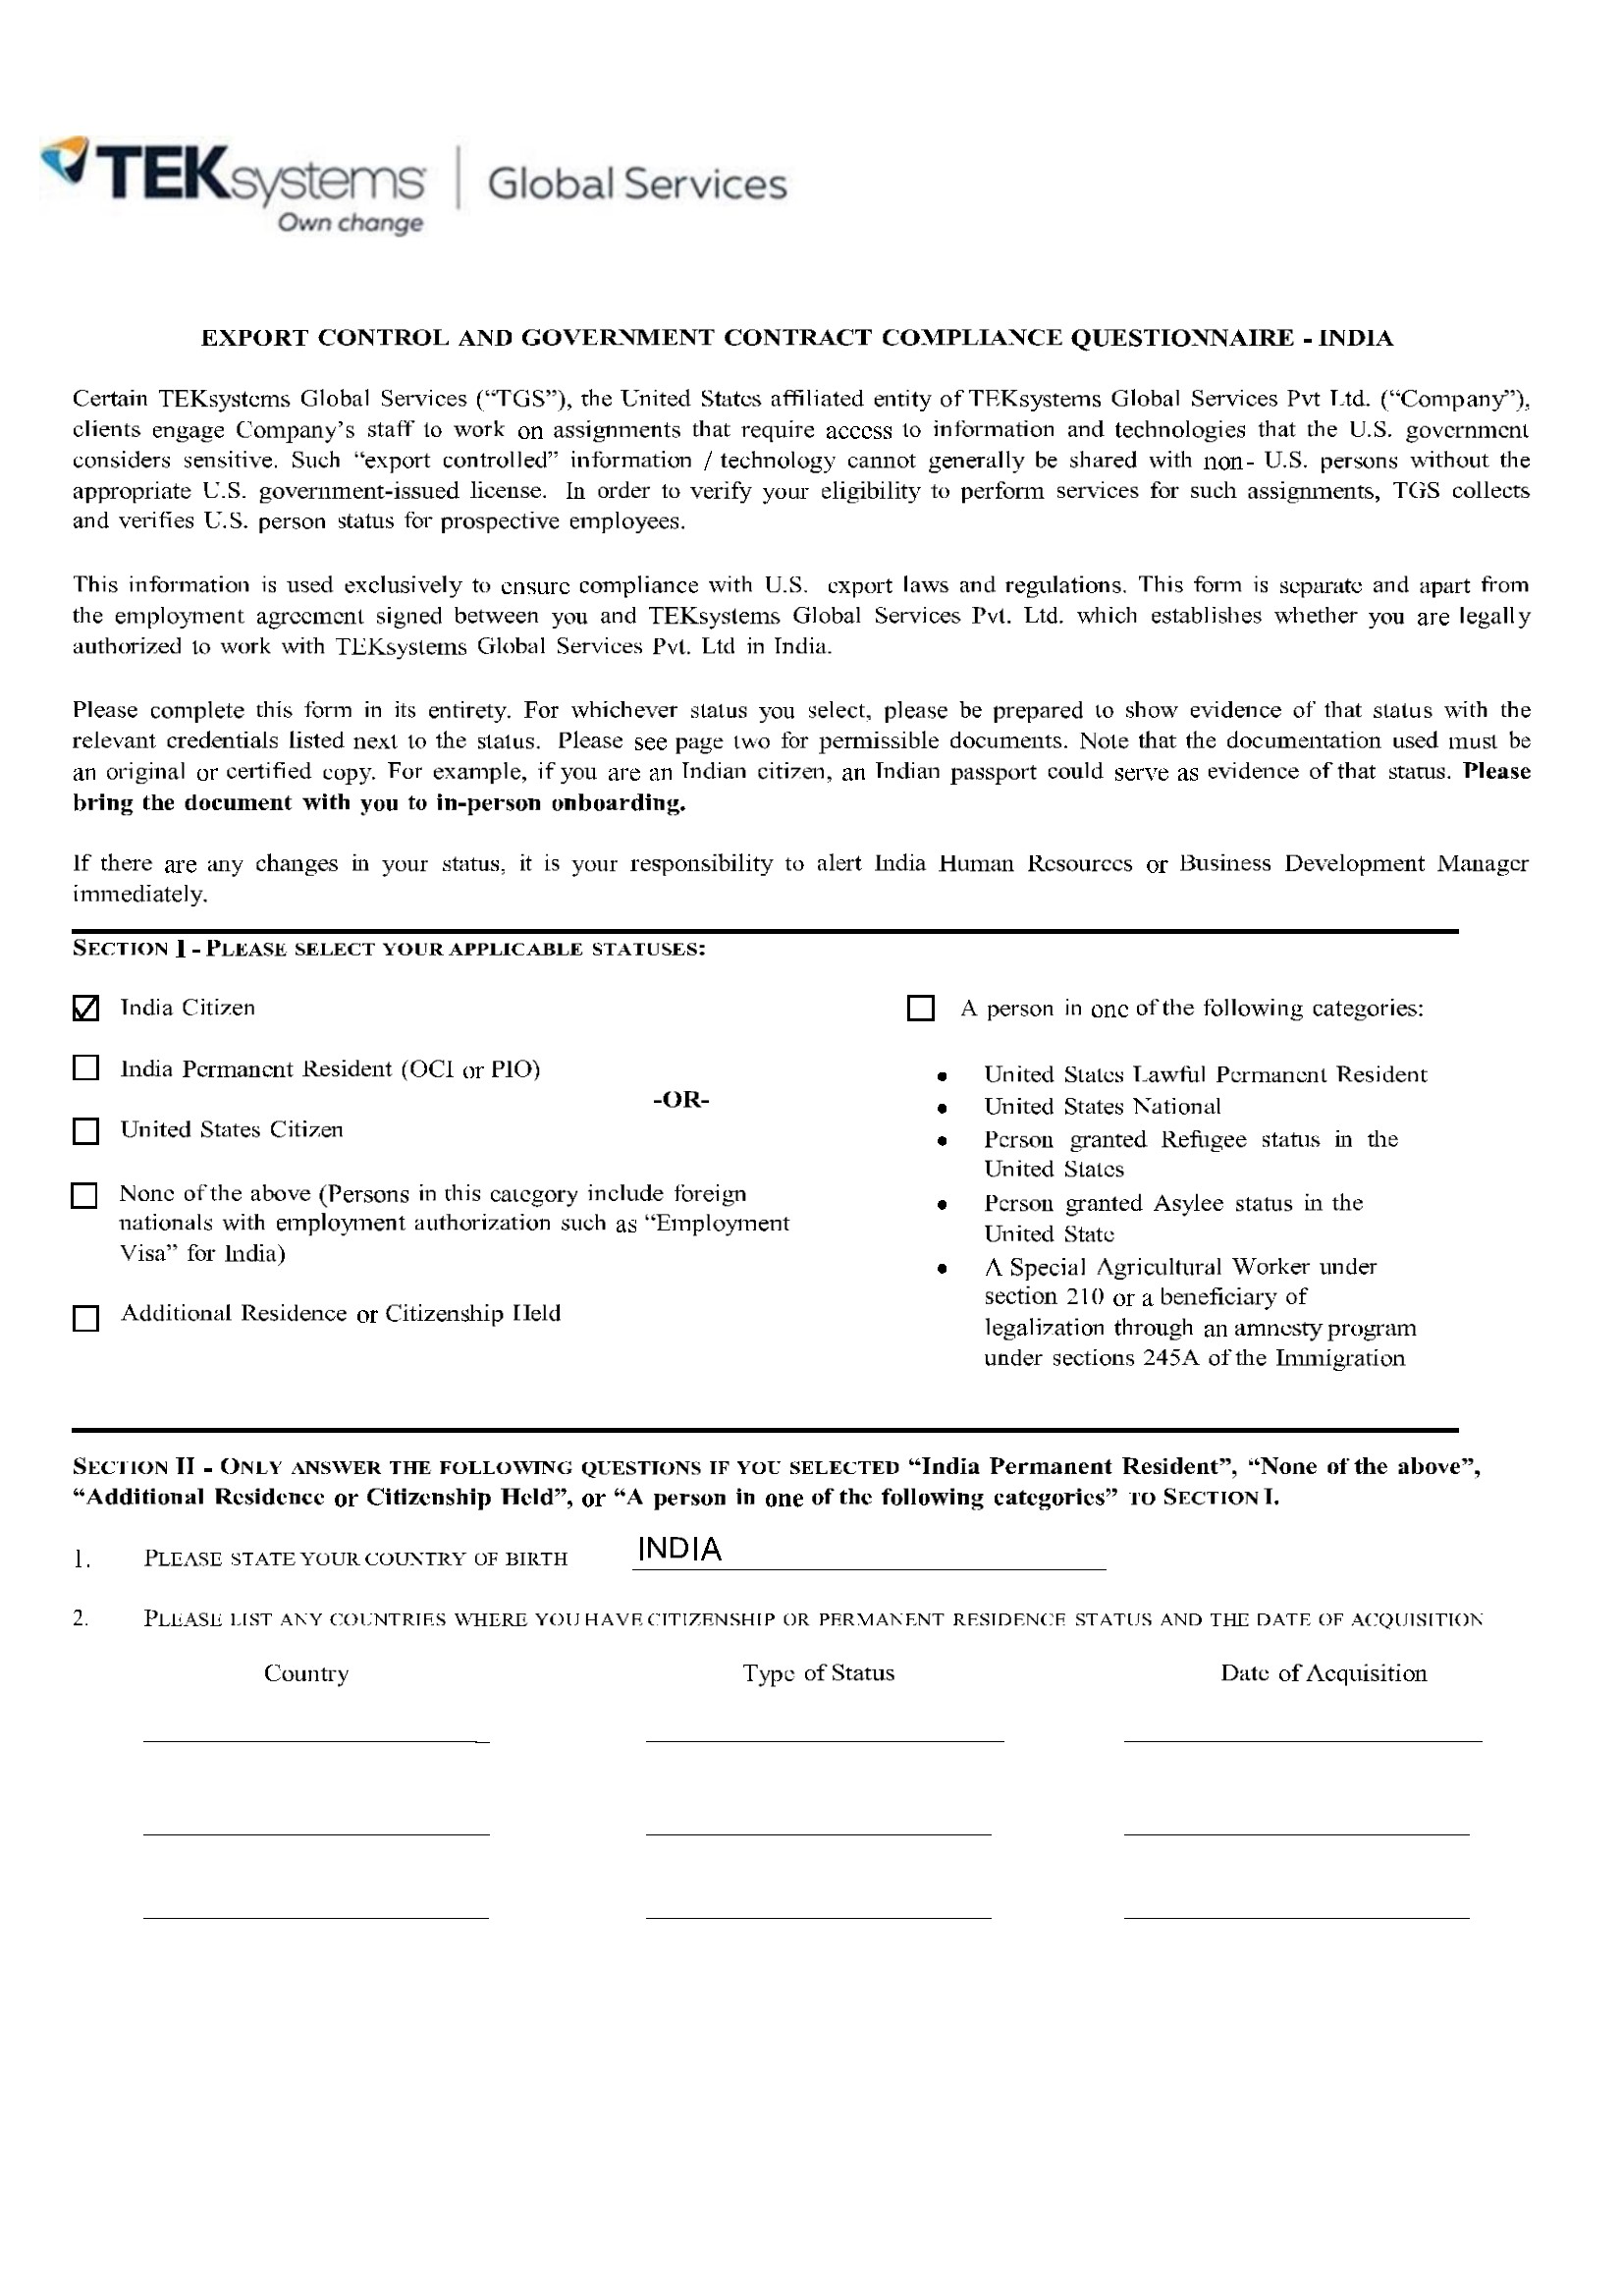 TEKsystems | Global Services
Own change
EXPORT CONTROL AND GOVERNMENT CONTRACT COMPLIANCE QUESTIONNAIRE - INDIA
Certain TEKsystems Global Services (“TGS”), the United States affiliated entity of TEKsystems Global Services Pvt Ltd. (“Company”),
clients engage Company’s staff to work on assignments that require access to information and technologies that the U.S. government
considers sensitive. Such “export controlled” information / technology cannot generally be shared with non- U.S. persons without the
appropriate U.S. government-issued license. In order to verify your eligibility to perform services for such assignments, TGS collects
and verifies U.S. person status for prospective employees.
This information is used exclusively to ensure compliance with U.S. export laws and regulations. This form is separate and apart from
the employment agreement signed between you and TEKsystems Global Services Pvt. Ltd. which establishes whether you are legally
authorized to work with TEKsystems Global Services Pvt. Ltd in India.
Please complete this form in its entirety. For whichever status you select, please be prepared to show evidence of that status with the
relevant credentials listed next to the status. Please see page two for permissible documents. Note that the documentation used must be
an original or certified copy. For example, if you are an Indian citizen, an Indian passport could serve as evidence of that status. Please
bring the document with you to in-person onboarding.
If there are any changes in your status, it is your responsibility to alert India Human Resources or Business Development Manager
immediately.
SECTION I - PLEASE SELECT YOUR APPLICABLE STATUSES:
India Citizen
India Permanent Resident (OCI or PIO)
United States Citizen
None of the above (Persons in this category include foreign
nationals with employment authorization such as “Employment
Visa” for India)
Additional Residence or Citizenship Held
-OR-
A person in one of the following categories:
• United States Lawful Permanent Resident
• United States National
• Person granted Refugee status in the
United States
• Person granted Asylee status in the
United State
• A Special Agricultural Worker under
section 210 or a beneficiary of
legalization through an amnesty program
under sections 245A of the Immigration
SECTION II - ONLY ANSWER THE FOLLOWING QUESTIONS IF YOU SELECTED “India Permanent Resident”, “None of the above”,
“Additional Residence or Citizenship Held”, or “A person in one of the following categories” TO SECTION I.
1. PLEASE STATE YOUR COUNTRY OF BIRTH INDIA
2. PLEASE LIST ANY COUNTRIES WHERE YOU HAVE CITIZENSHIP OR PERMANENT RESIDENCE STATUS AND THE DATE OF ACQUISITION
Country Type of Status Date of Acquisition